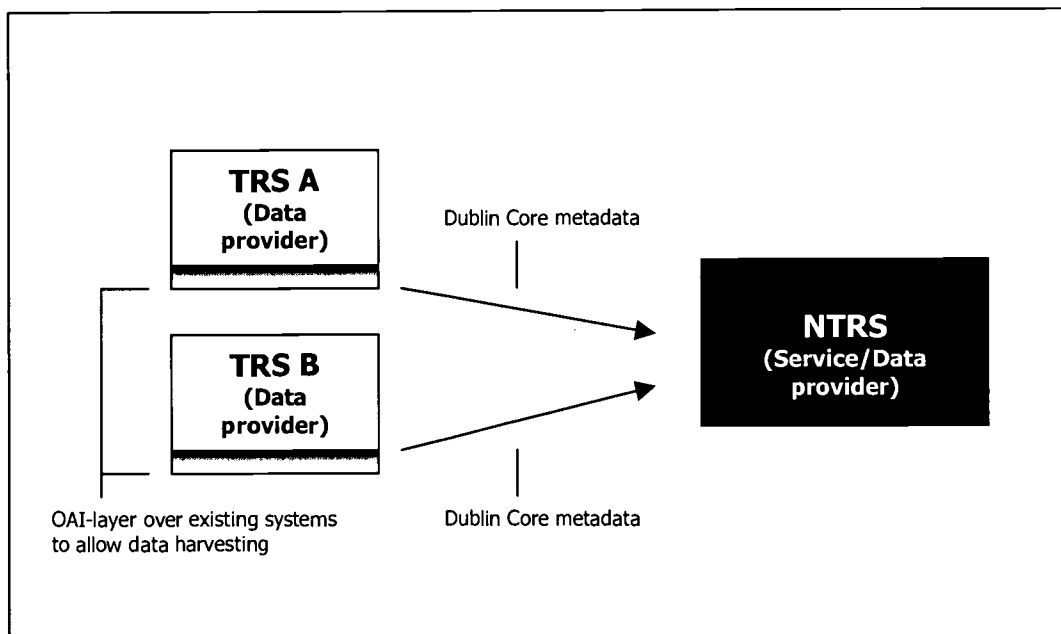 TRS A
(Data
provider)
Dublin Core metadata
NTRS
(Service/Data
provider)
TRS B
(Data
provider)
OAI-layer over existing systems
to allow data harvesting
Dublin Core metadata